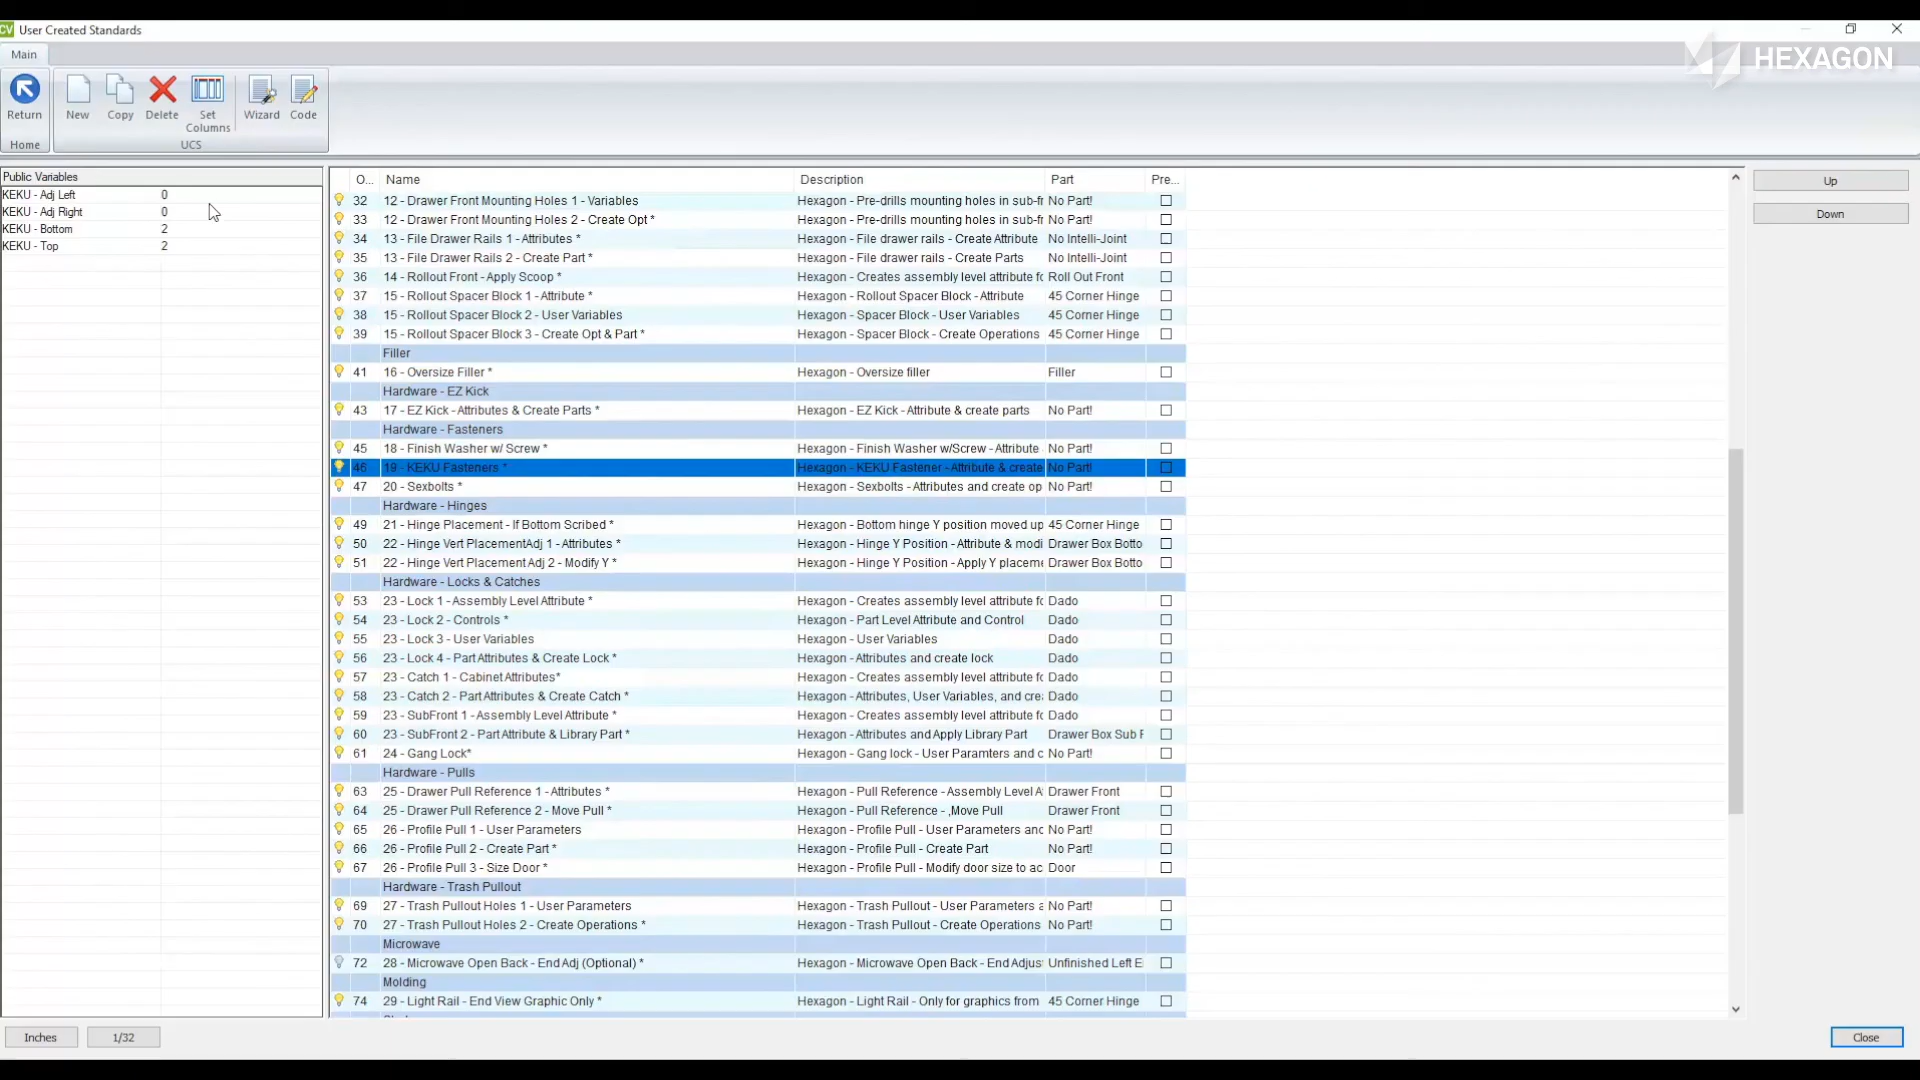 CV User Created Standards
HEXAGON
Main
Return
New
Copy
Delete
Set Columns
Wizard
Code
Home
UCS
Public Variables
KEKU - Adj Left 0
KEKU - Adj Right 0
KEKU - Bottom 2
KEKU - Top 2
O... Name Description Part Pre...
32 12 - Drawer Front Mounting Holes 1 - Variables Hexagon - Pre-drills mounting holes in sub-fr No Part!
33 12 - Drawer Front Mounting Holes 2 - Create Opt * Hexagon - Pre-drills mounting holes in sub-fr No Part!
34 13 - File Drawer Rails 1 - Attributes * Hexagon - File drawer rails - Create Attribute No Intelli-Joint
35 13 - File Drawer Rails 2 - Create Part * Hexagon - File drawer rails - Create Parts No Intelli-Joint
36 14 - Rollout Front - Apply Scoop * Hexagon - Creates assembly level attribute fo Roll Out Front
37 15 - Rollout Spacer Block 1 - Attribute * Hexagon - Rollout Spacer Block - Attribute 45 Corner Hinge
38 15 - Rollout Spacer Block 2 - User Variables Hexagon - Spacer Block - User Variables 45 Corner Hinge
39 15 - Rollout Spacer Block 3 - Create Opt & Part * Hexagon - Spacer Block - Create Operations 45 Corner Hinge
Filler
41 16 - Oversize Filler * Hexagon - Oversize filler Filler
Hardware - EZ Kick
43 17 - EZ Kick - Attributes & Create Parts * Hexagon - EZ Kick - Attribute & create parts No Part!
Hardware - Fasteners
45 18 - Finish Washer w/ Screw * Hexagon - Finish Washer w/Screw - Attribute No Part!
46 19 - KEKU Fasteners * Hexagon - KEKU Fastener - Attribute & create No Part!
47 20 - Sexbolts * Hexagon - Sexbolts - Attributes and create op No Part!
Hardware - Hinges
49 21 - Hinge Placement - If Bottom Scribed * Hexagon - Bottom hinge Y position moved up 45 Corner Hinge
50 22 - Hinge Vert PlacementAdj 1 - Attributes * Hexagon - Hinge Y Position - Attribute & modi Drawer Box Botto
51 22 - Hinge Vert Placement Adj 2 - Modify Y * Hexagon - Hinge Y Position - Apply Y placeme Drawer Box Botto
Hardware - Locks & Catches
53 23 - Lock 1 - Assembly Level Attribute * Hexagon - Creates assembly level attribute fo Dado
54 23 - Lock 2 - Controls * Hexagon - Part Level Attribute and Control Dado
55 23 - Lock 3 - User Variables Hexagon - User Variables Dado
56 23 - Lock 4 - Part Attributes & Create Lock * Hexagon - Attributes and create lock Dado
57 23 - Catch 1 - Cabinet Attributes* Hexagon - Creates assembly level attribute fo Dado
58 23 - Catch 2 - Part Attributes & Create Catch * Hexagon - Attributes, User Variables, and crea Dado
59 23 - SubFront 1 - Assembly Level Attribute * Hexagon - Creates assembly level attribute fo Dado
60 23 - SubFront 2 - Part Attribute & Library Part * Hexagon - Attributes and Apply Library Part Drawer Box Sub F
61 24 - Gang Lock* Hexagon - Gang lock - User Paramters and c No Part!
Hardware - Pulls
63 25 - Drawer Pull Reference 1 - Attributes * Hexagon - Pull Reference - Assembly Level A Drawer Front
64 25 - Drawer Pull Reference 2 - Move Pull * Hexagon - Pull Reference - ,Move Pull Drawer Front
65 26 - Profile Pull 1 - User Parameters Hexagon - Profile Pull - User Parameters and No Part!
66 26 - Profile Pull 2 - Create Part * Hexagon - Profile Pull - Create Part No Part!
67 26 - Profile Pull 3 - Size Door * Hexagon - Profile Pull - Modify door size to ac Door
Hardware - Trash Pullout
69 27 - Trash Pullout Holes 1 - User Parameters Hexagon - Trash Pullout - User Parameters a No Part!
70 27 - Trash Pullout Holes 2 - Create Operations * Hexagon - Trash Pullout - Create Operations No Part!
Microwave
72 28 - Microwave Open Back - End Adj (Optional) * Hexagon - Microwave Open Back - End Adjus Unfinished Left E
Molding
74 29 - Light Rail - End View Graphic Only * Hexagon - Light Rail - Only for graphics from 45 Corner Hinge
Up
Down
Inches
1/32
Close